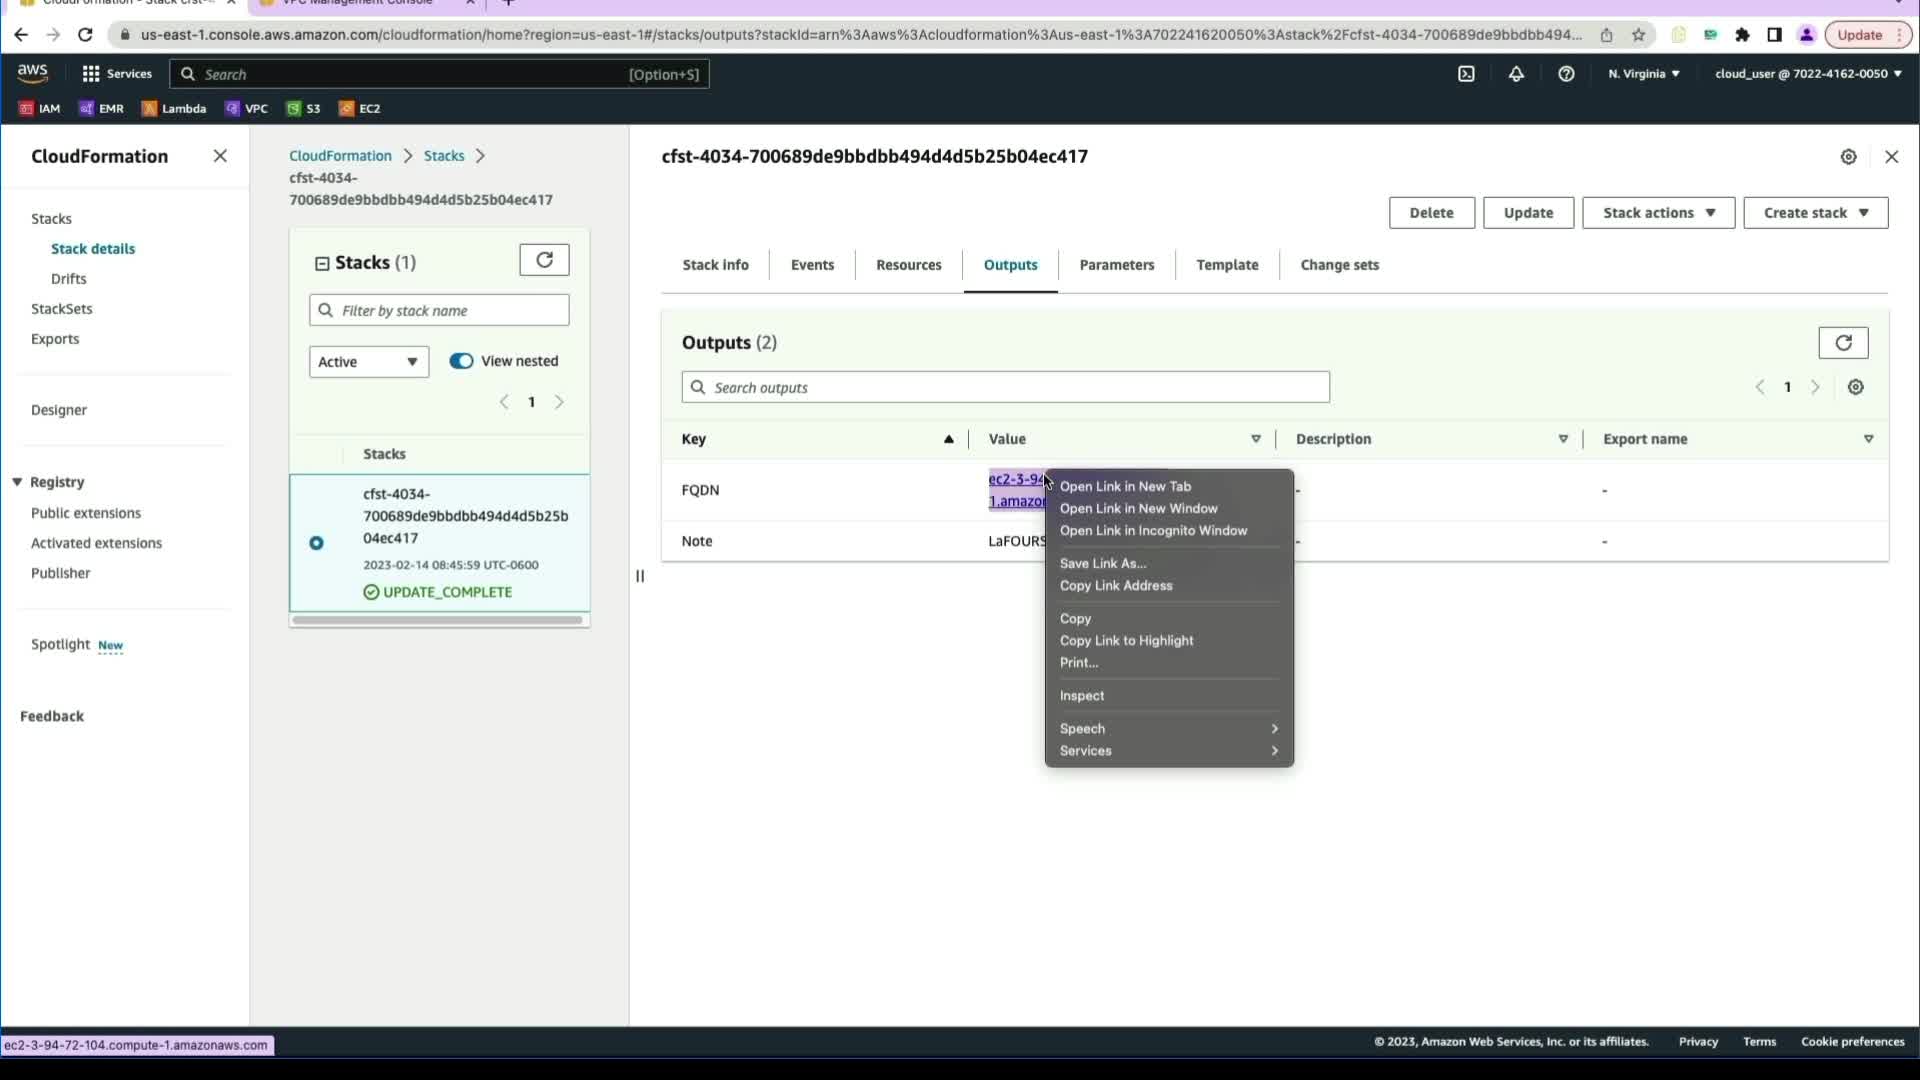 us-east-1.console.aws.amazon.com/cloudformation/home?region=us-east-1#/stacks/outputs?stackId=arn%3Aaws%3Acloudformation%3Aus-east-1%3A702241620050%3Astack%2Fcfst-4034-700689de9bbdbb494...
Update
aws
Services
Search
[Option+S]
N. Virginia
cloud_user @ 7022-4162-0050
IAM
EMR
Lambda
VPC
S3
EC2
CloudFormation
Stacks
Stack details
Drifts
StackSets
Exports
Designer
Registry
Public extensions
Activated extensions
Publisher
Spotlight New
Feedback
CloudFormation > Stacks >
cfst-4034-
700689de9bbdbb494d4d5b25b04ec417
Stacks (1)
Filter by stack name
Active
View nested
1
Stacks
cfst-4034-
700689de9bbdbb494d4d5b25b
04ec417
2023-02-14 08:45:59 UTC-0600
UPDATE_COMPLETE
cfst-4034-700689de9bbdbb494d4d5b25b04ec417
Delete
Update
Stack actions
Create stack
Stack info
Events
Resources
Outputs
Parameters
Template
Change sets
Outputs (2)
Search outputs
1
Key
Value
Description
Export name
FQDN
ec2-3-94
1.amazon
-
-
Note
LaFOURS
-
-
Open Link in New Tab
Open Link in New Window
Open Link in Incognito Window
Save Link As...
Copy Link Address
Copy
Copy Link to Highlight
Print...
Inspect
Speech
Services
ec2-3-94-72-104.compute-1.amazonaws.com
© 2023, Amazon Web Services, Inc. or its affiliates.
Privacy
Terms
Cookie preferences